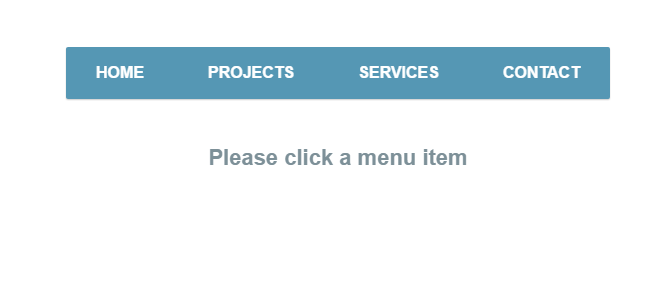 HOME PROJECTS SERVICES CONTACT
Please click a menu item